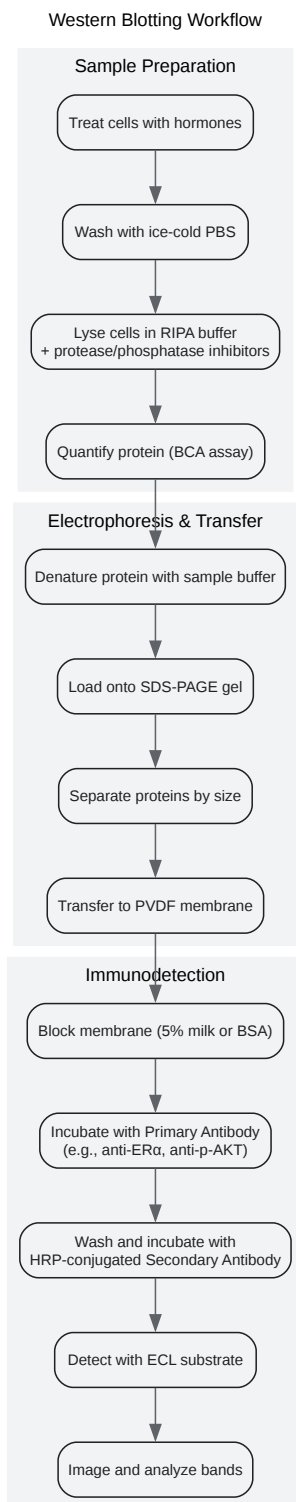 Western Blotting Workflow
Sample Preparation
Treat cells with hormones
Wash with ice-cold PBS
Lyse cells in RIPA buffer
+ protease/phosphatase inhibitors
Quantify protein (BCA assay)
Electrophoresis & Transfer
Denature protein with sample buffer
Load onto SDS-PAGE gel
Separate proteins by size
Transfer to PVDF membrane
Immunodetection
Block membrane (5% milk or BSA)
Incubate with Primary Antibody
(e.g., anti-ERα, anti-p-AKT)
Wash and incubate with
HRP-conjugated Secondary Antibody
Detect with ECL substrate
Image and analyze bands